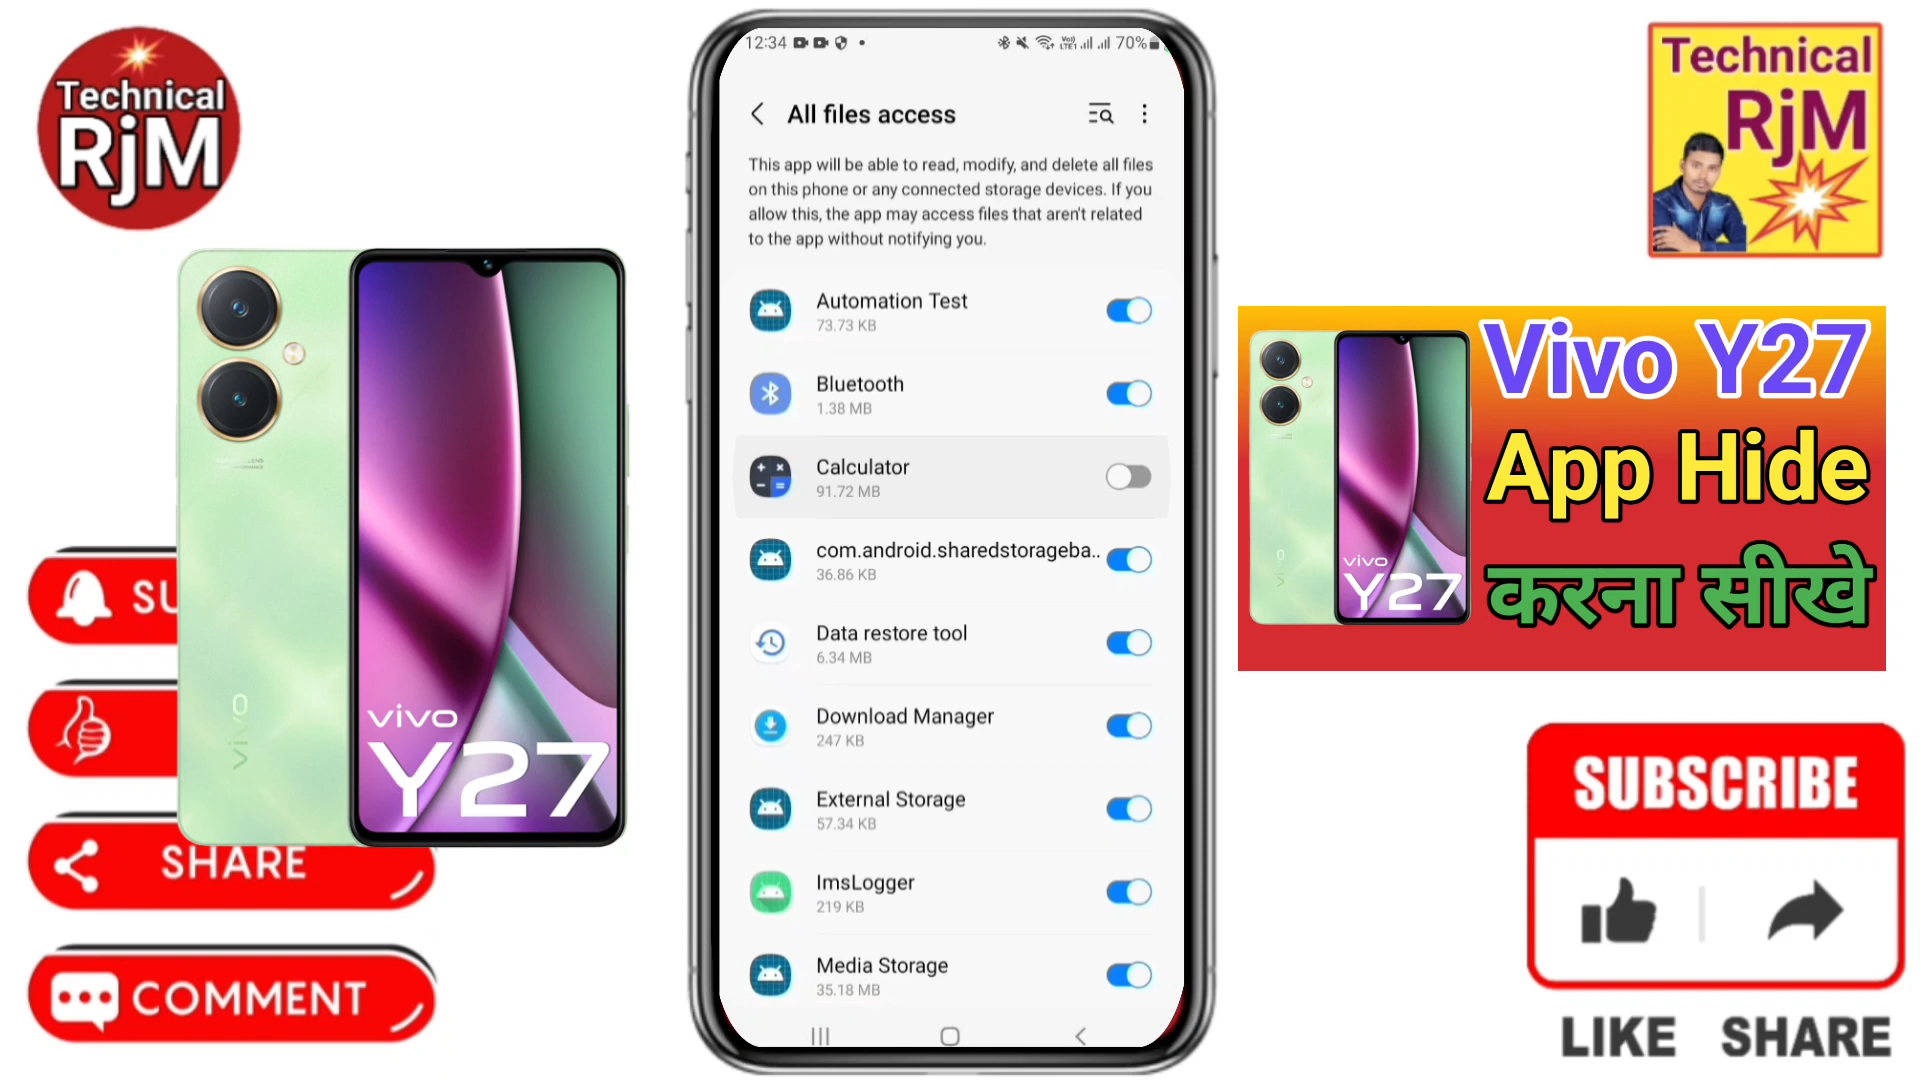 Technical
RjM
SU
SHARE
COMMENT
vivo
vivo
Y27
12:34
70%
All files access
This app will be able to read, modify, and delete all files
on this phone or any connected storage devices. If you
allow this, the app may access files that aren't related
to the app without notifying you.
Automation Test
73.73 KB
Bluetooth
1.38 MB
Calculator
91.72 MB
com.android.sharedstorageba..
36.86 KB
Data restore tool
6.34 MB
Download Manager
247 KB
External Storage
57.34 KB
ImsLogger
219 KB
Media Storage
35.18 MB
Technical
RjM
Vivo Y27
App Hide
करना सीखे
vivo
Y27
SUBSCRIBE
LIKE SHARE